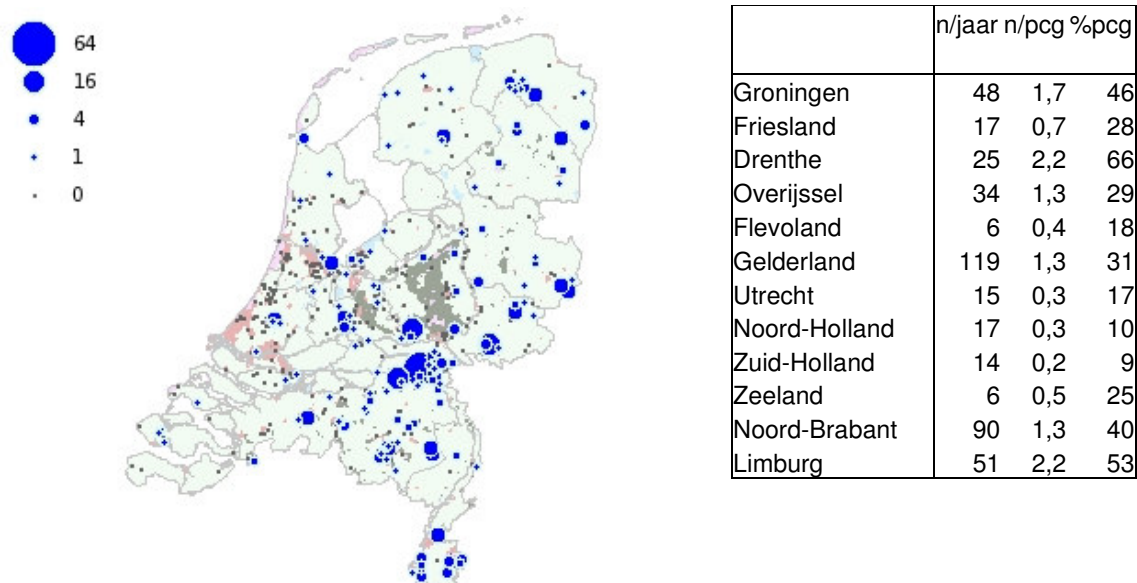 64
16
4
1
0
n/jaar n/pcg %pcg
Groningen 48 1,7 46
Friesland 17 0,7 28
Drenthe 25 2,2 66
Overijssel 34 1,3 29
Flevoland 6 0,4 18
Gelderland 119 1,3 31
Utrecht 15 0,3 17
Noord-Holland 17 0,3 10
Zuid-Holland 14 0,2 9
Zeeland 6 0,5 25
Noord-Brabant 90 1,3 40
Limburg 51 2,2 53